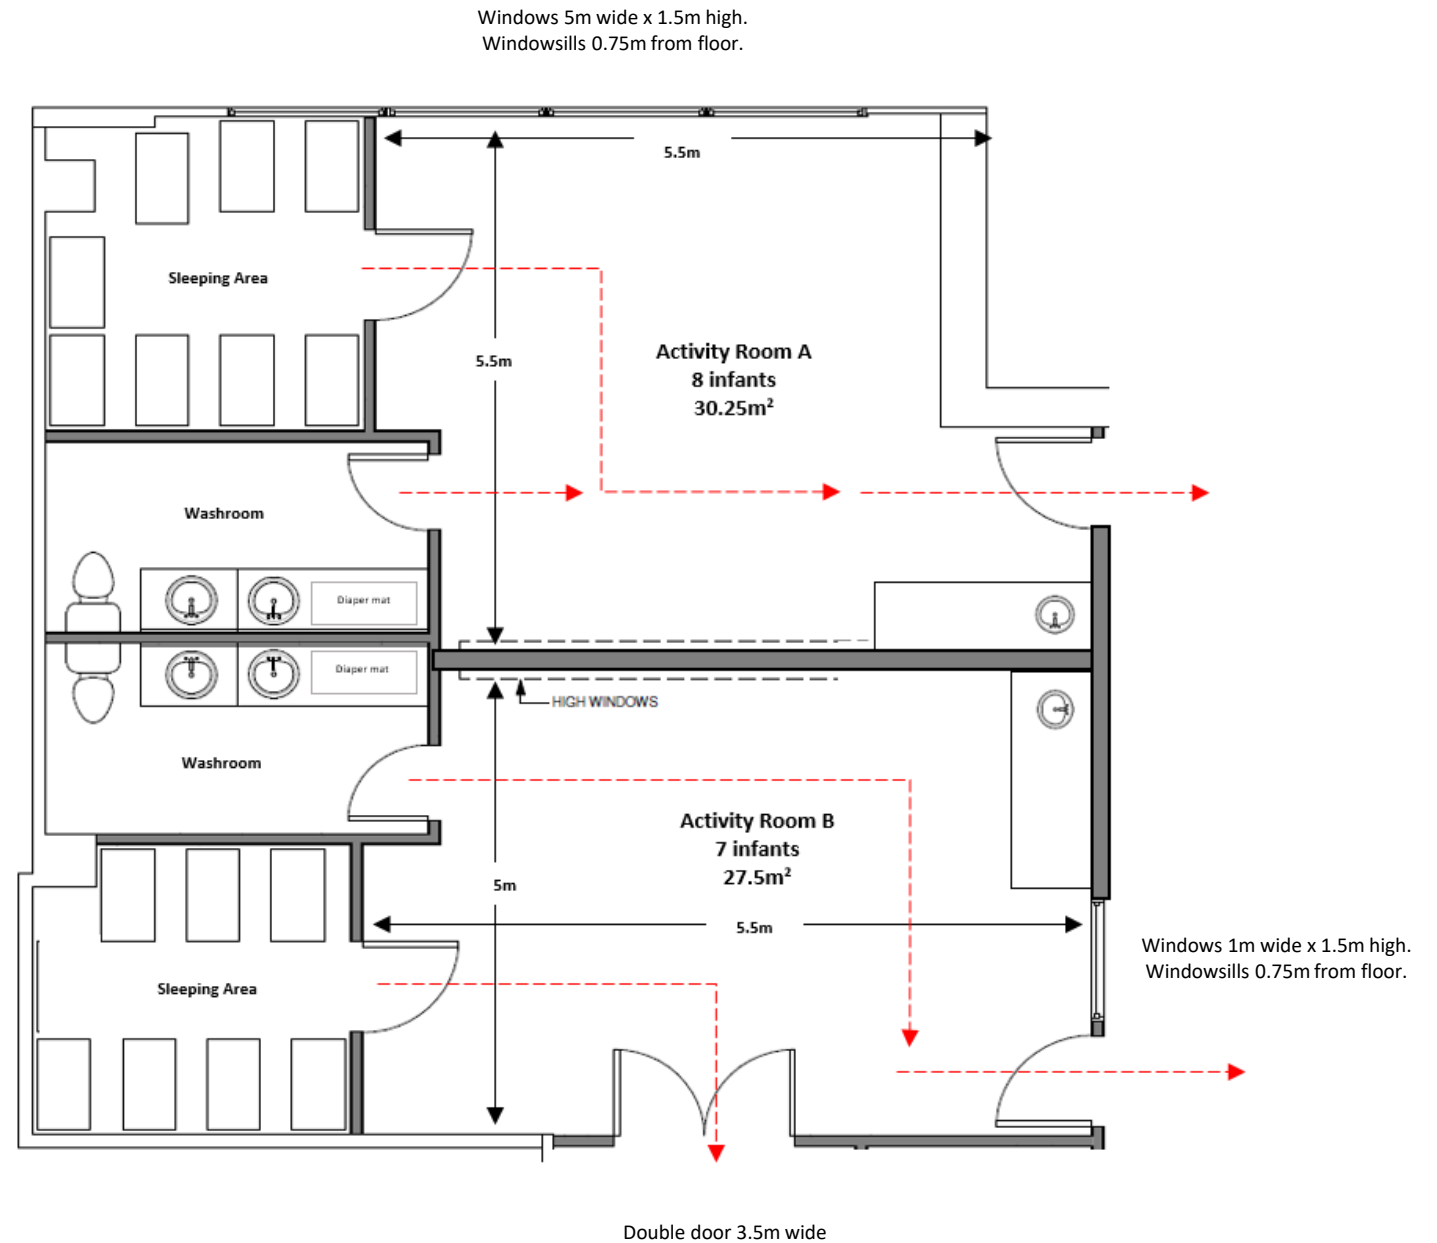 Windows 5m wide x 1.5m high.
Windowsills 0.75m from floor.
5.5m
Sleeping Area
5.5m
Activity Room A
8 infants
30.25m²
Washroom
Diaper mat
Diaper mat
HIGH WINDOWS
Washroom
Activity Room B
7 infants
27.5m²
5m
5.5m
Windows 1m wide x 1.5m high.
Windowsills 0.75m from floor.
Sleeping Area
Double door 3.5m wide